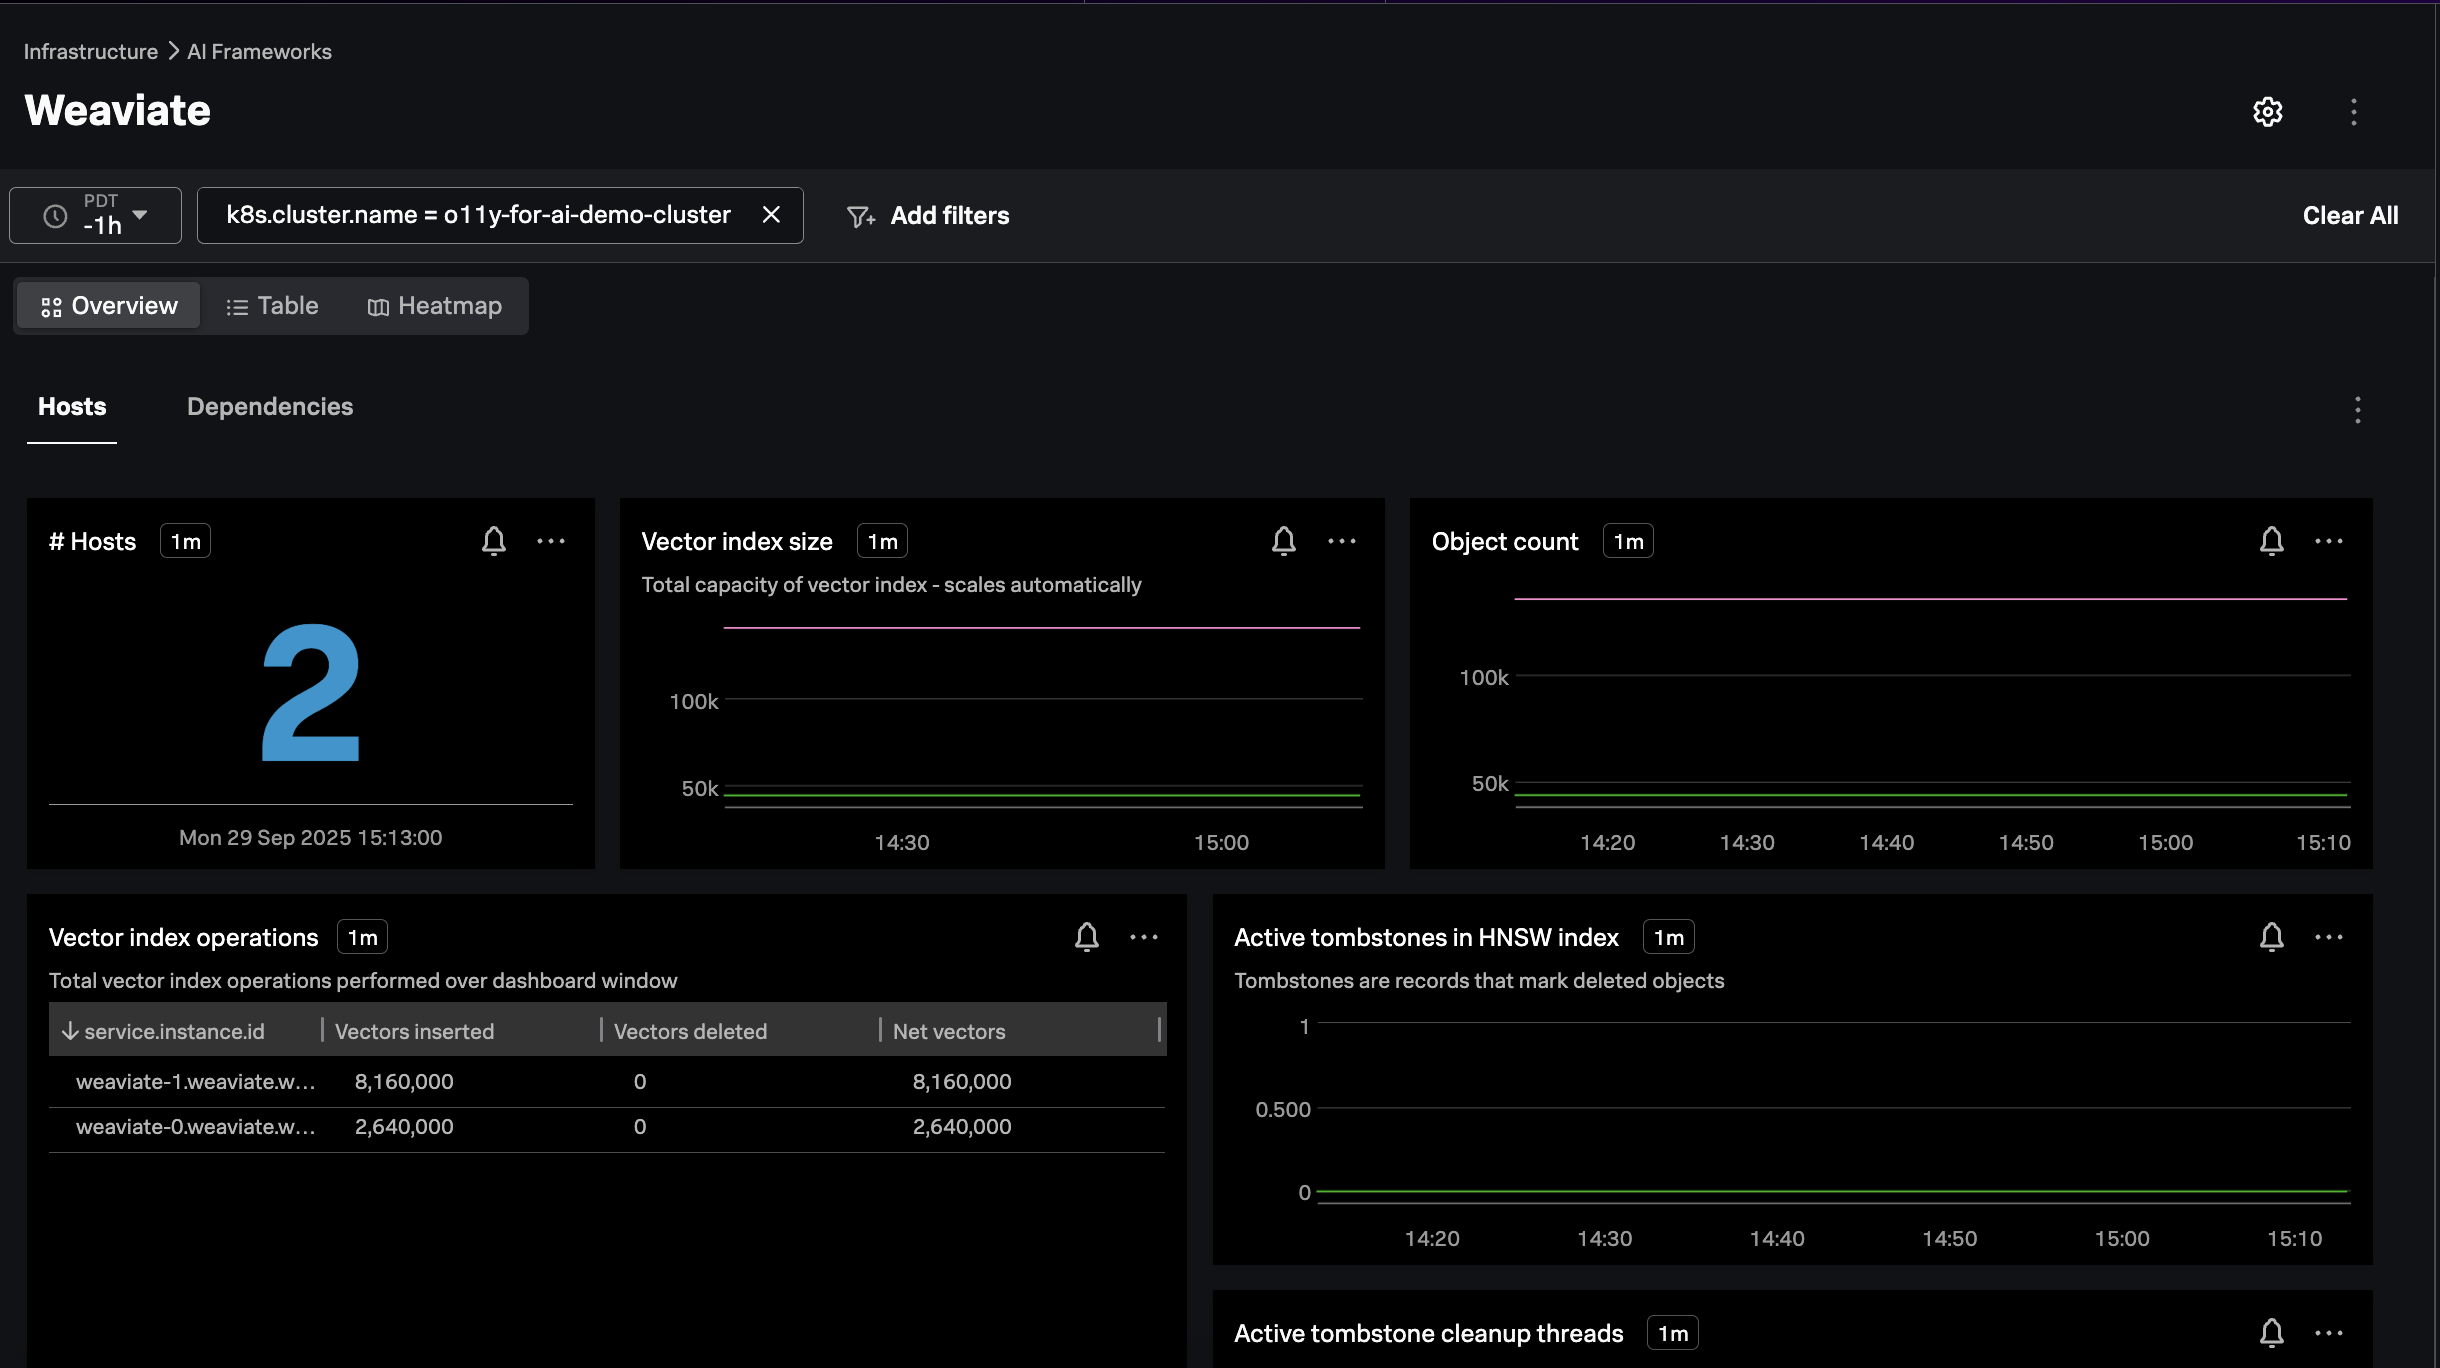 Infrastructure > AI Frameworks
Weaviate
PDT
-1h
k8s.cluster.name = o11y-for-ai-demo-cluster
Add filters
Clear All
Overview
Table
Heatmap
Hosts
Dependencies
# Hosts 1m
2
Mon 29 Sep 2025 15:13:00
Vector index size 1m
Total capacity of vector index - scales automatically
100k
50k
14:30 15:00
Object count 1m
100k
50k
14:20 14:30 14:40 14:50 15:00 15:10
Vector index operations 1m
Total vector index operations performed over dashboard window
service.instance.id Vectors inserted Vectors deleted Net vectors
weaviate-1.weaviate.w... 8,160,000 0 8,160,000
weaviate-0.weaviate.w... 2,640,000 0 2,640,000
Active tombstones in HNSW index 1m
Tombstones are records that mark deleted objects
1
0.500
0
14:20 14:30 14:40 14:50 15:00 15:10
Active tombstone cleanup threads 1m